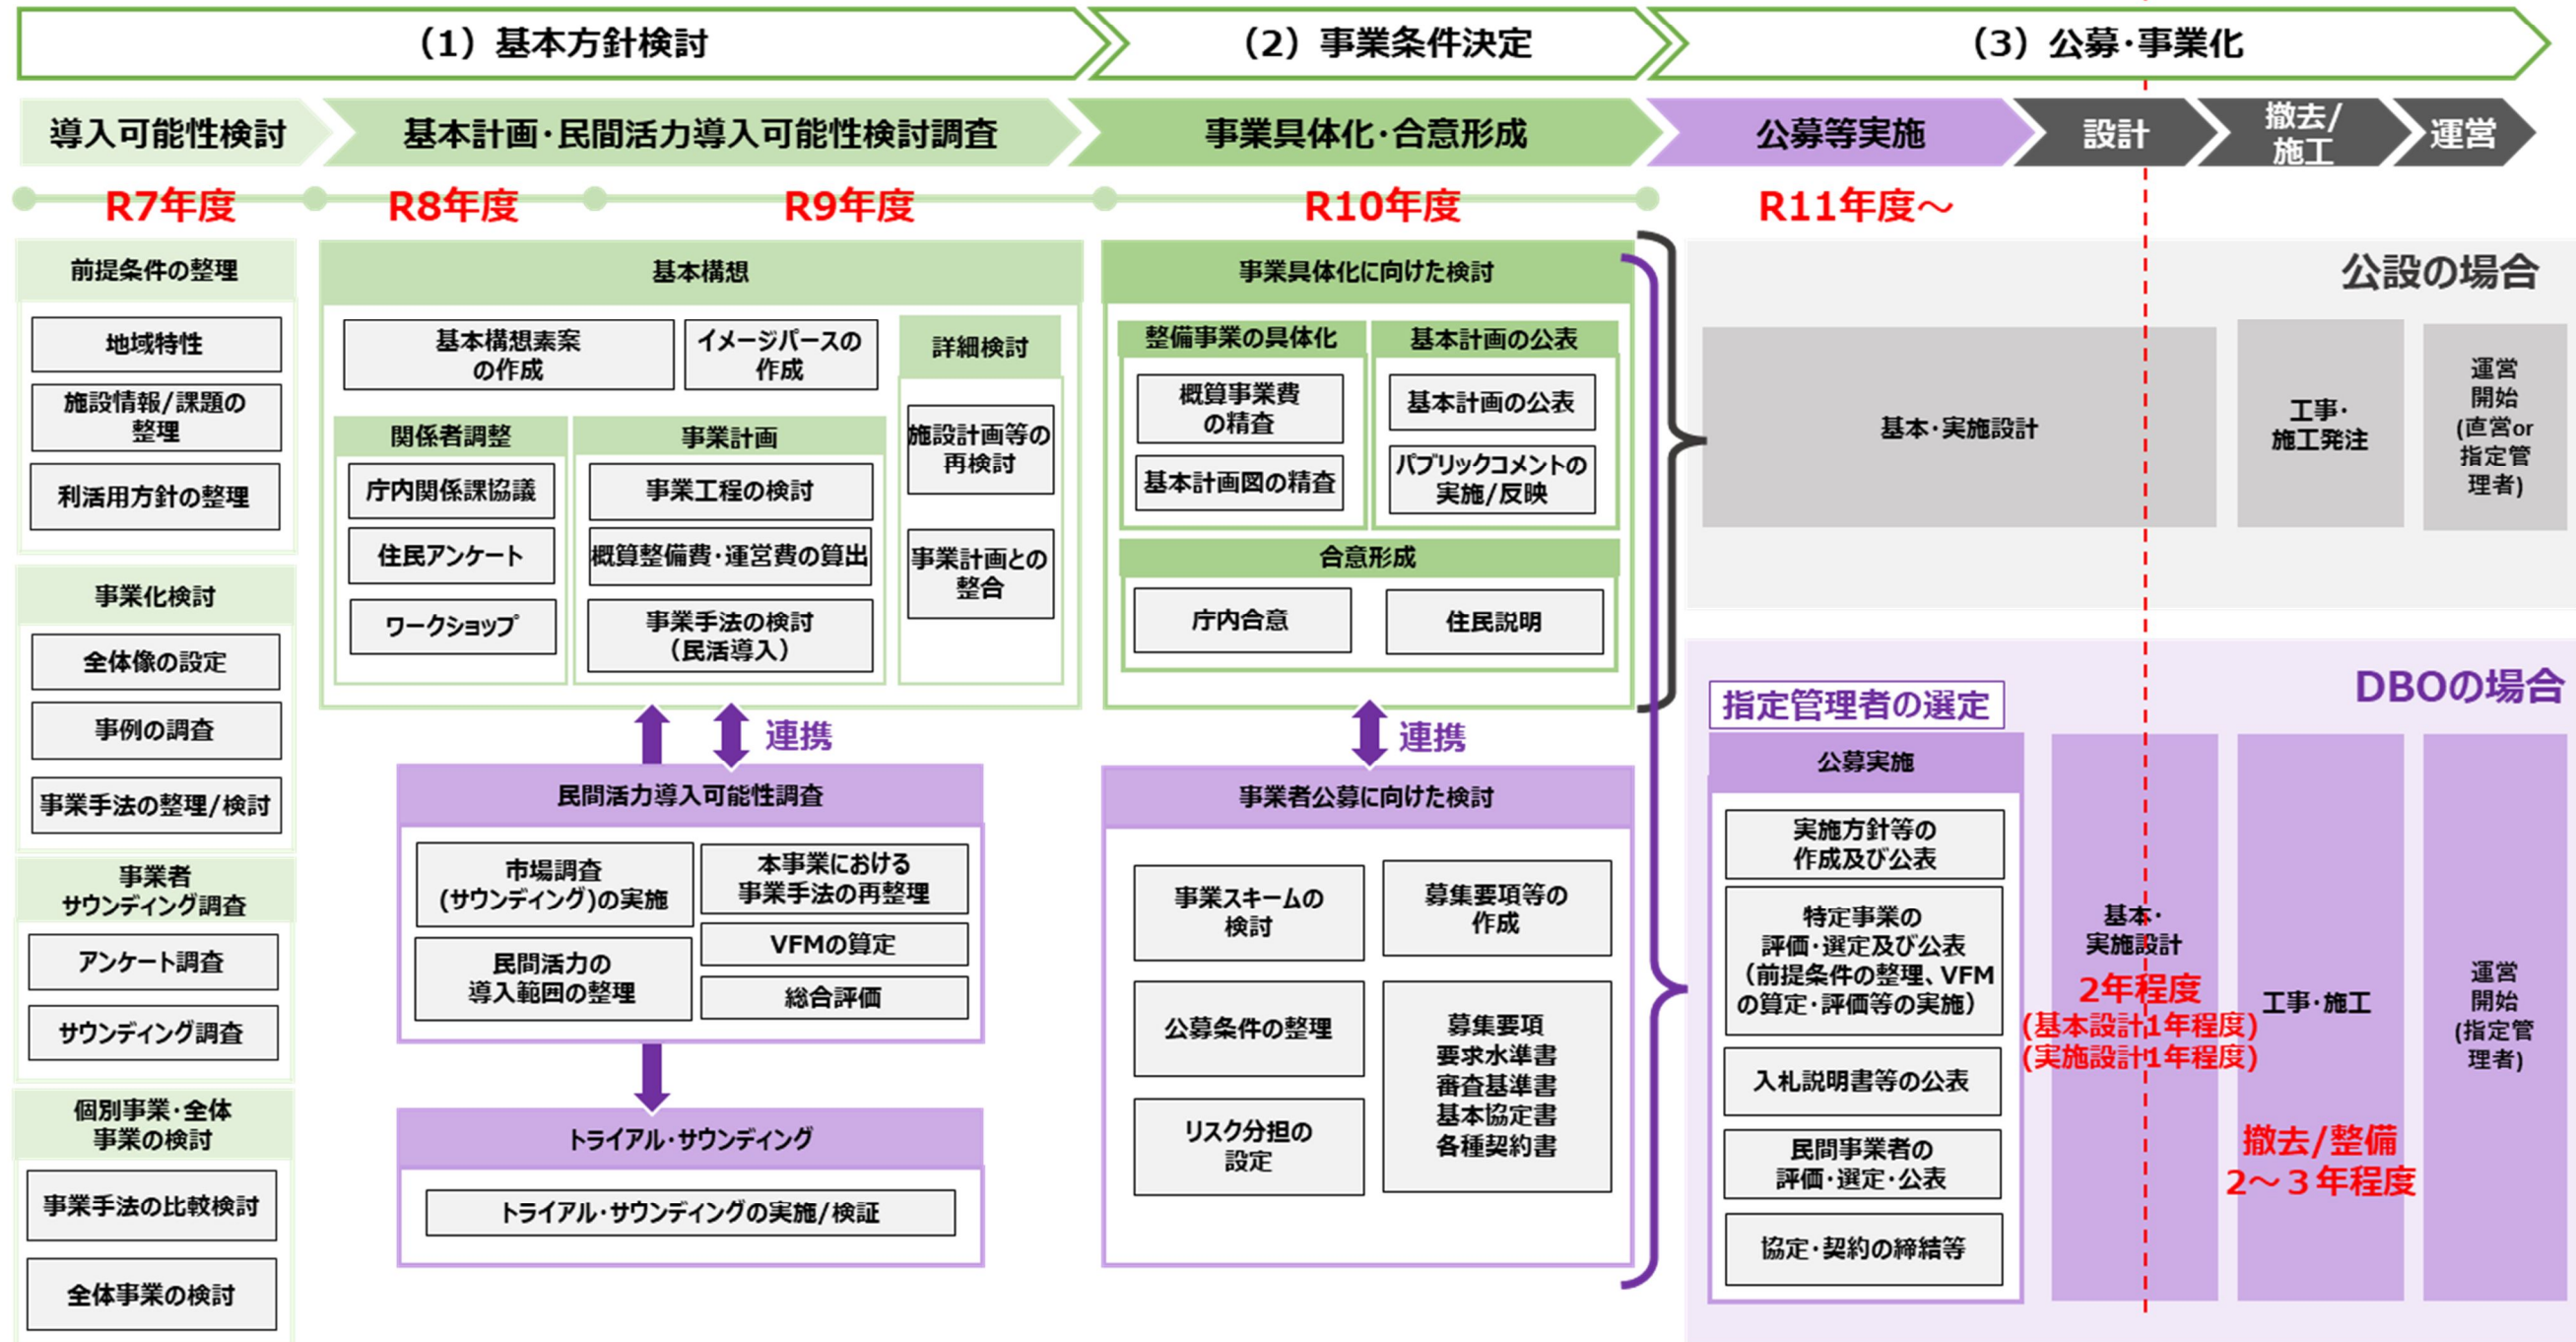 （1）基本方針検討
（2）事業条件決定
（3）公募・事業化
導入可能性検討
基本計画・民間活力導入可能性検討調査
事業具体化・合意形成
公募等実施
設計
撤去/
施工
運営
R7年度
R8年度
R9年度
R10年度
R11年度～
前提条件の整理
地域特性
施設情報/課題の
整理
利活用方針の整理
事業化検討
全体像の設定
事例の調査
事業手法の整理/検討
事業者
サウンディング調査
アンケート調査
サウンディング調査
個別事業・全体
事業の検討
事業手法の比較検討
全体事業の検討
基本構想
基本構想素案
の作成
イメージパースの
作成
詳細検討
施設計画等の
再検討
事業計画との
整合
関係者調整
庁内関係課協議
住民アンケート
ワークショップ
事業計画
事業工程の検討
概算整備費・運営費の算出
事業手法の検討
（民活導入）
連携
民間活力導入可能性調査
市場調査
(サウンディング)の実施
民間活力の
導入範囲の整理
本事業における
事業手法の再整理
VFMの算定
総合評価
トライアル・サウンディング
トライアル・サウンディングの実施/検証
事業具体化に向けた検討
整備事業の具体化
概算事業費
の精査
基本計画図の精査
基本計画の公表
基本計画の公表
パブリックコメントの
実施/反映
合意形成
庁内合意
住民説明
連携
事業者公募に向けた検討
事業スキームの
検討
公募条件の整理
リスク分担の
設定
募集要項等の
作成
募集要項
要求水準書
審査基準書
基本協定書
各種契約書
公設の場合
基本・実施設計
工事・
施工発注
運営
開始
(直営or
指定管
理者)
DBOの場合
指定管理者の選定
公募実施
実施方針等の
作成及び公表
特定事業の
評価・選定及び公表
（前提条件の整理、VFM
の算定・評価等の実施）
入札説明書等の公表
民間事業者の
評価・選定・公表
協定・契約の締結等
基本・
実施設計
2年程度
(基本設計1年程度)
(実施設計1年程度)
工事・施工
撤去/整備
2～３年程度
運営
開始
(指定管
理者)